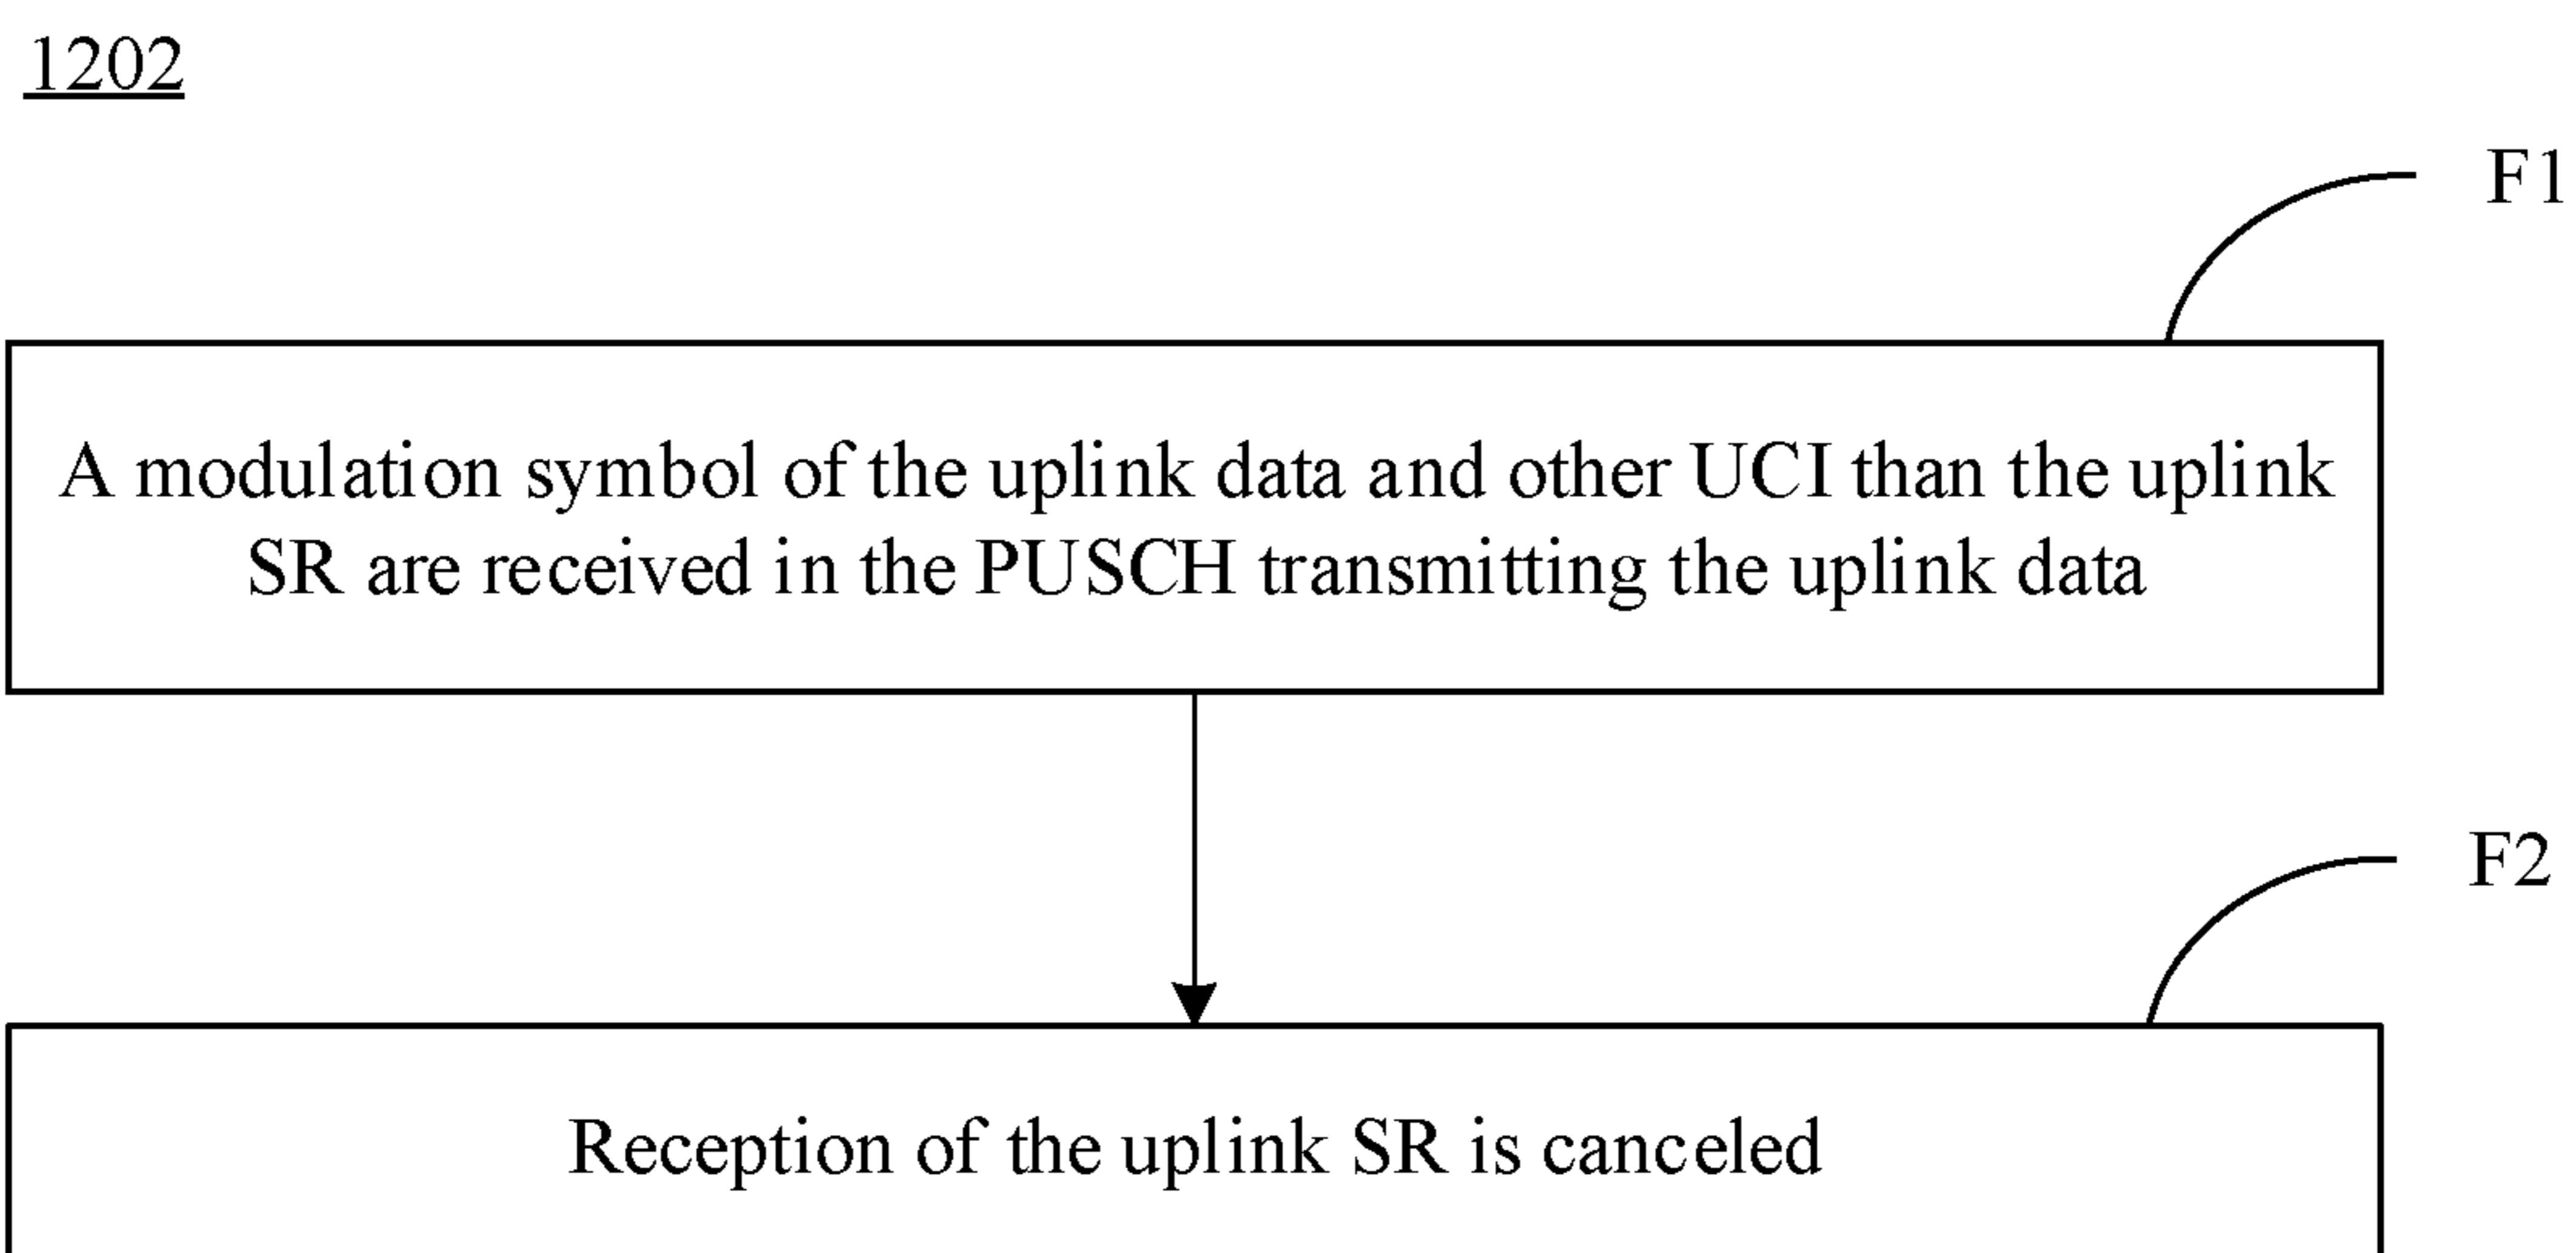 1202
F1
A modulation symbol of the uplink data and other UCI than the uplink
SR are received in the PUSCH transmitting the uplink data
F2
Reception of the uplink SR is canceled